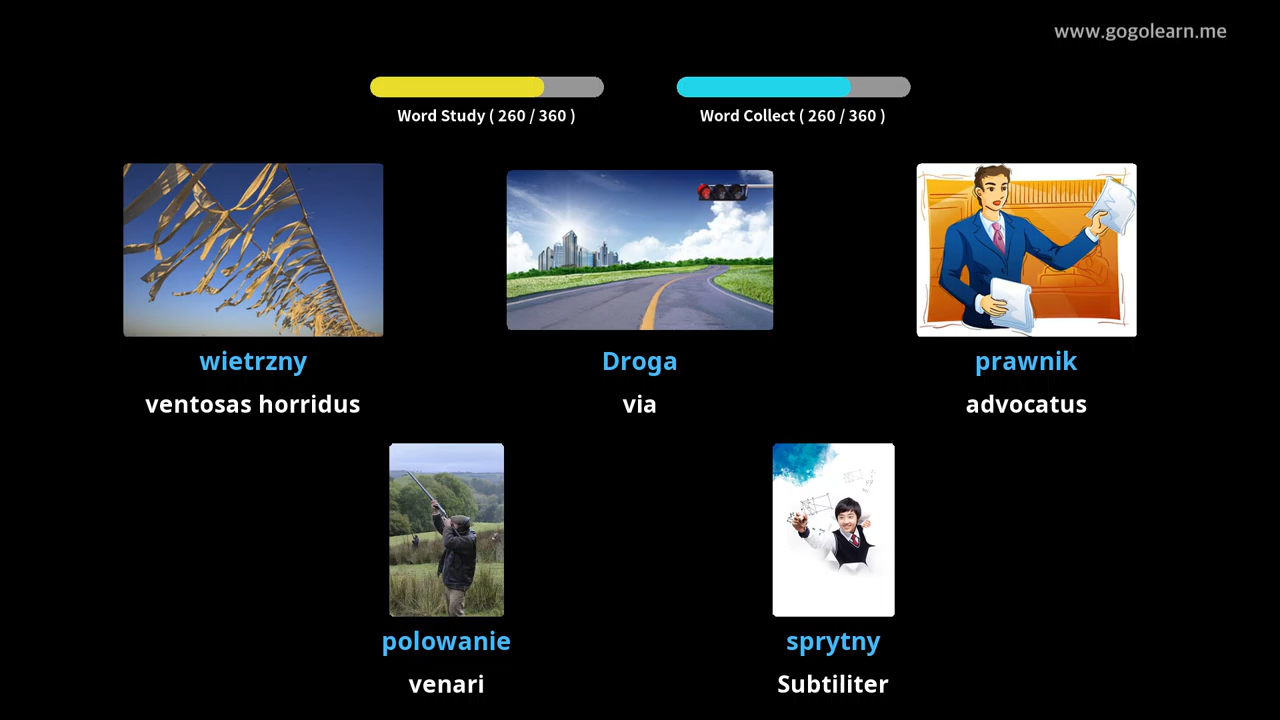 www.gogolearn.me
Word Study ( 260 / 360 )
Word Collect ( 260 / 360 )
wietrzny
Droga
prawnik
ventosas horridus
via
advocatus
polowanie
sprytny
venari
Subtiliter